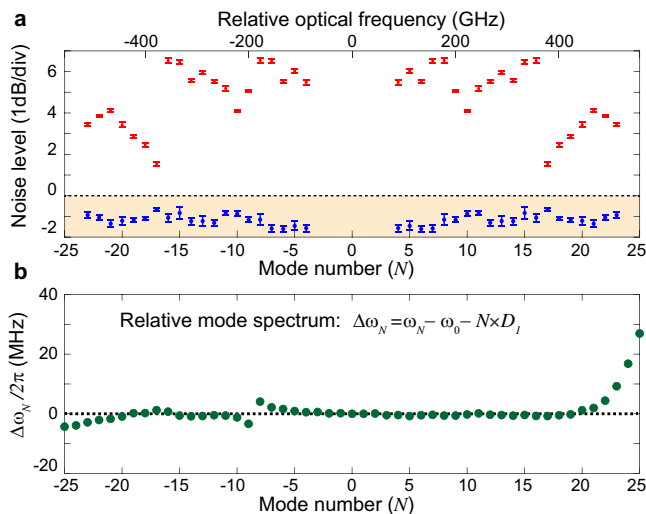 Relative optical frequency (GHz)
a
-400 -200 0 200 400
Noise level (1dB/div)
6
4
2
0
-2
-25 -20 -15 -10 -5 0 5 10 15 20 25
Mode number (N)
b
40
20
0
-20
Δω_N/2π (MHz)
Relative mode spectrum: Δω_N=ω_N− ω_0− N×D_1
-25 -20 -15 -10 -5 0 5 10 15 20 25
Mode number (N)